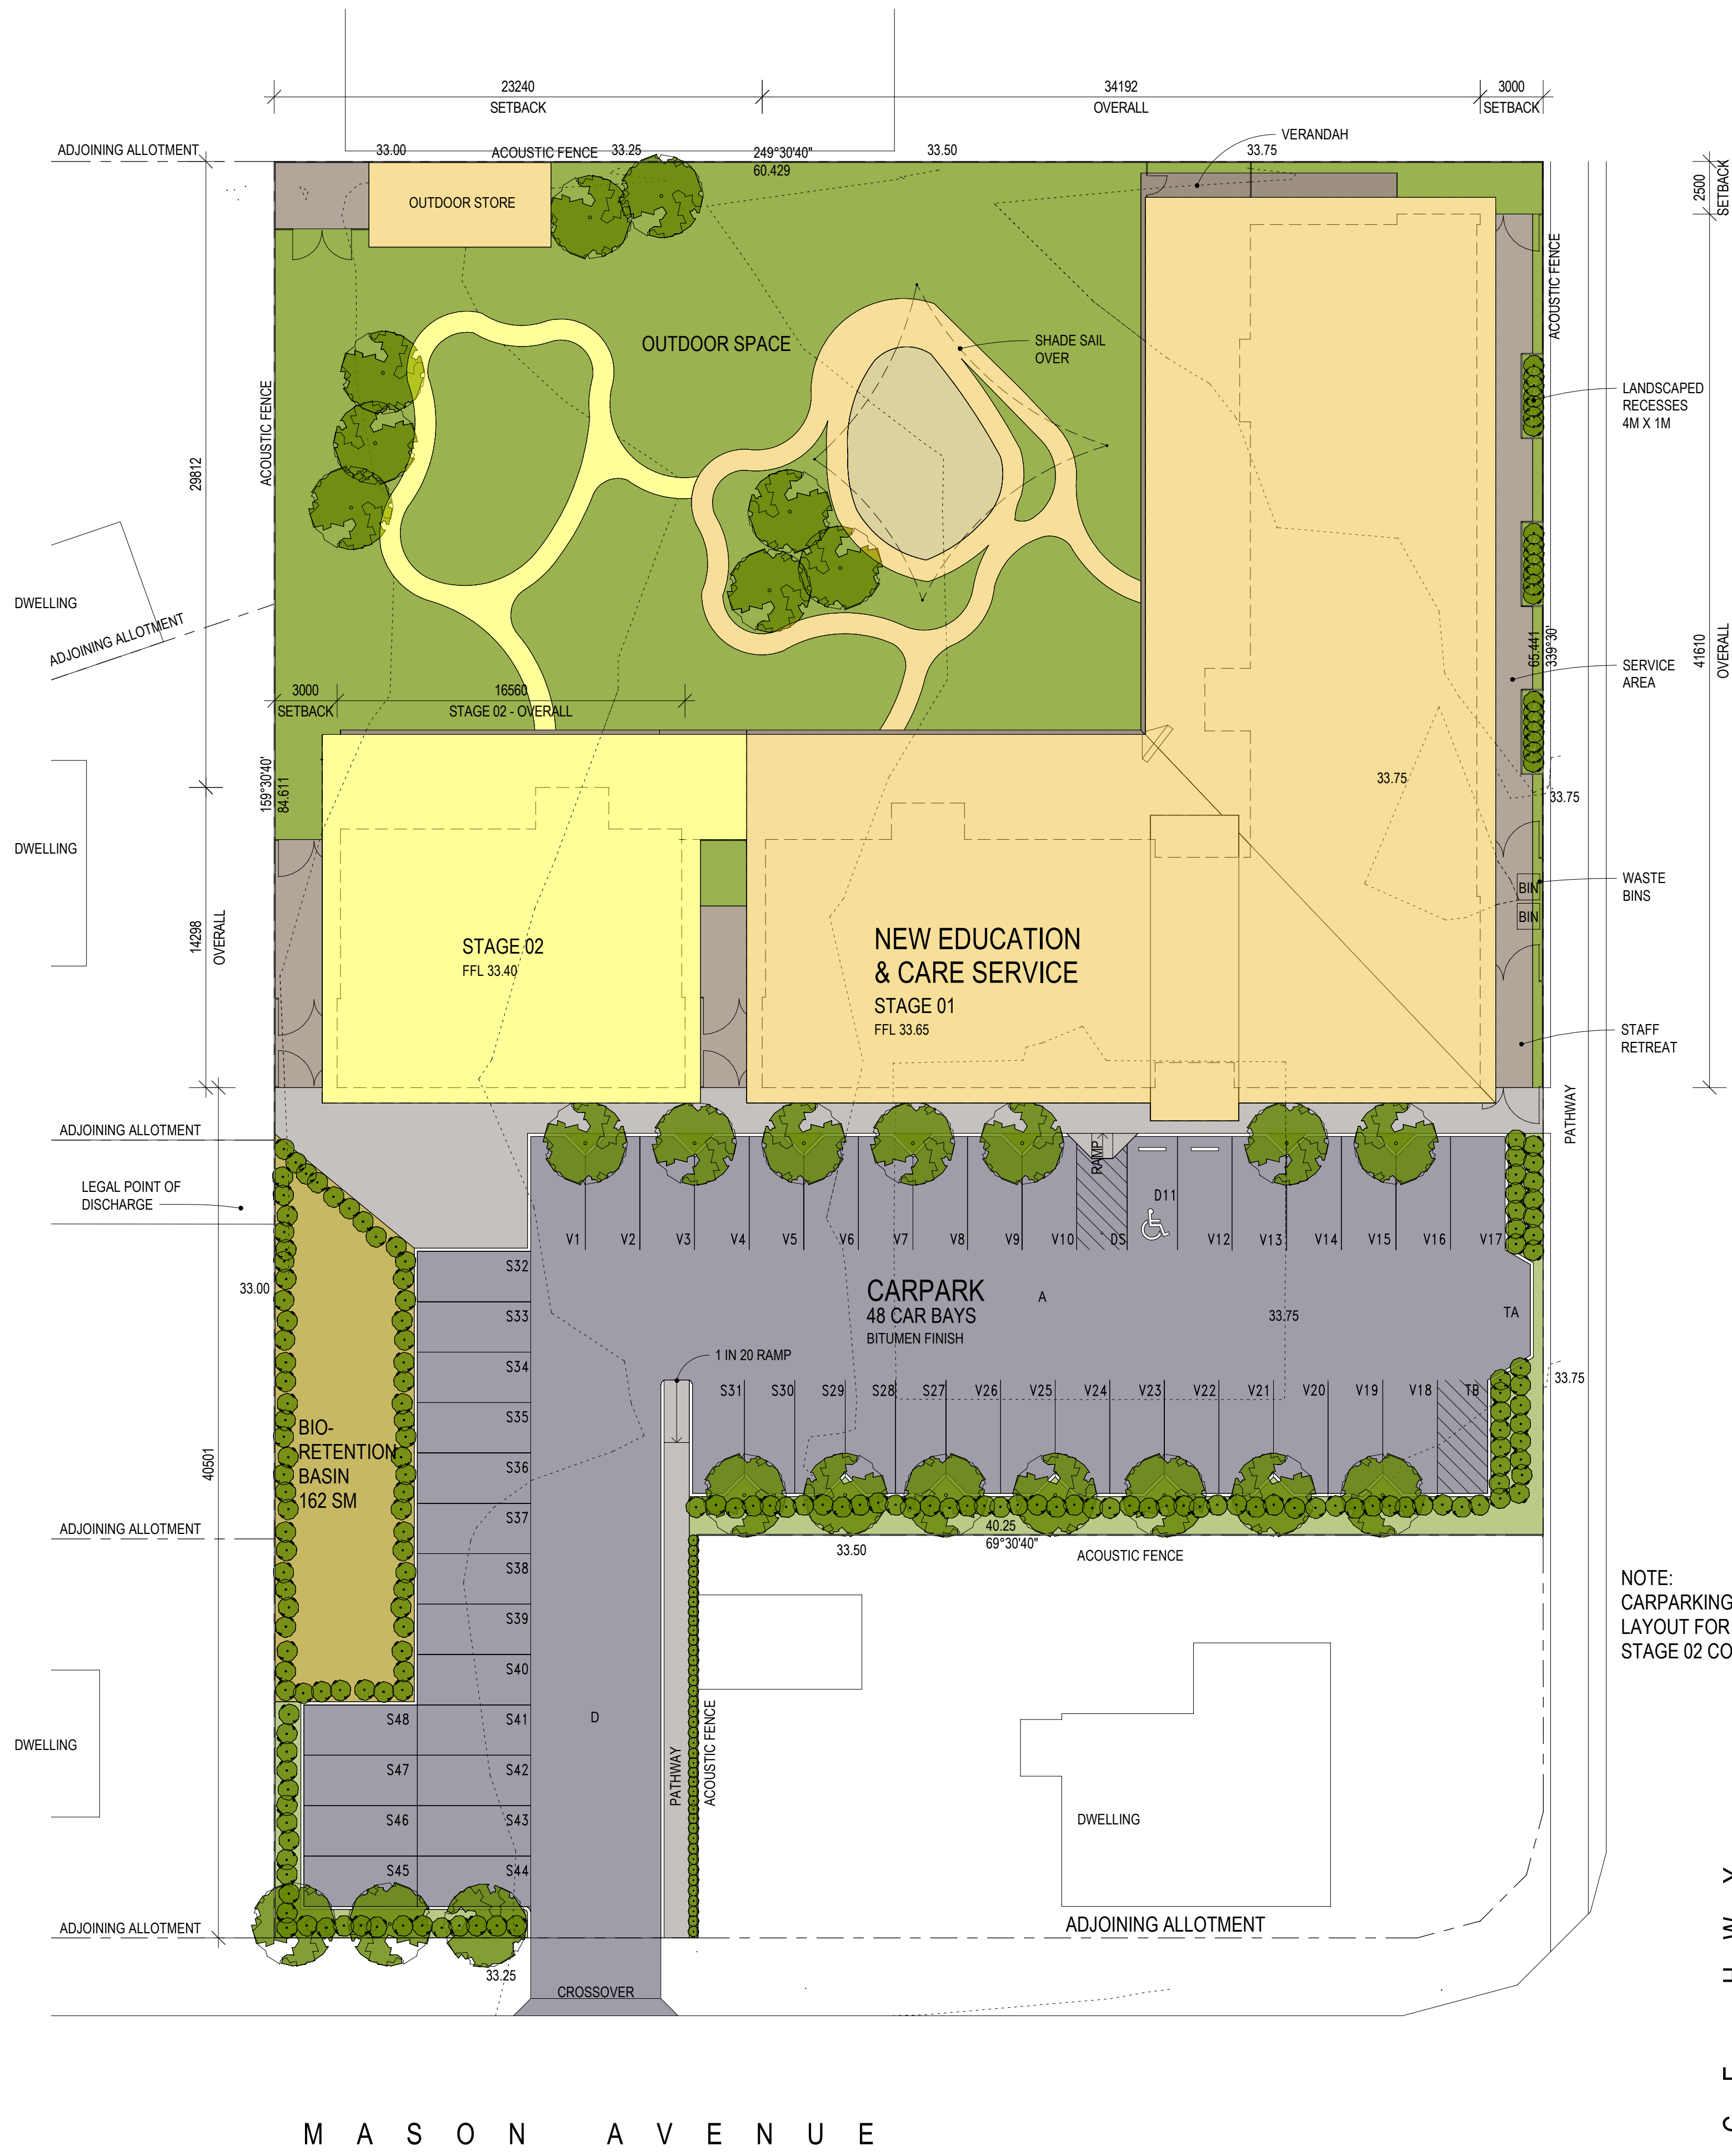 23240
SETBACK
34192
OVERALL
3000
SETBACK
VERANDAH
ADJOINING ALLOTMENT
33.00
ACOUSTIC FENCE
33.25
249°30'40"
60.429
33.50
33.75
2500
SETBACK
OUTDOOR STORE
ACOUSTIC FENCE
OUTDOOR SPACE
SHADE SAIL
OVER
LANDSCAPED
RECESSES
4M X 1M
ACOUSTIC FENCE
29812
DWELLING
ADJOINING ALLOTMENT
65.441
339°30'
41610
OVERALL
SERVICE
AREA
3000
SETBACK
16560
STAGE 02 - OVERALL
159°30'40'
84.611
33.75
33.75
DWELLING
WASTE
BINS
BIN
BIN
14298
OVERALL
STAGE 02
FFL 33.40
NEW EDUCATION
& CARE SERVICE
STAGE 01
FFL 33.65
STAFF
RETREAT
PATHWAY
ADJOINING ALLOTMENT
RAMP
LEGAL POINT OF
DISCHARGE
D11
V1
V2
V3
V4
V5
V6
V7
V8
V9
V10
DS
V12
V13
V14
V15
V16
V17
S32
33.00
CARPARK
48 CAR BAYS
BITUMEN FINISH
A
33.75
TA
S33
1 IN 20 RAMP
S34
33.75
S31
S30
S29
S28
S27
V26
V25
V24
V23
V22
V21
V20
V19
V18
TB
S35
BIO-
RETENTION
BASIN
162 SM
40501
S36
S37
ADJOINING ALLOTMENT
40.25
69°30'40"
33.50
ACOUSTIC FENCE
S38
NOTE:
CARPARKING
LAYOUT FOR
STAGE 02 CO
S39
S40
S48
S41
D
DWELLING
ACOUSTIC FENCE
PATHWAY
S47
S42
S46
S43
DWELLING
S45
S44
ADJOINING ALLOTMENT
ADJOINING ALLOTMENT
33.25
CROSSOVER
MASON AVENUE